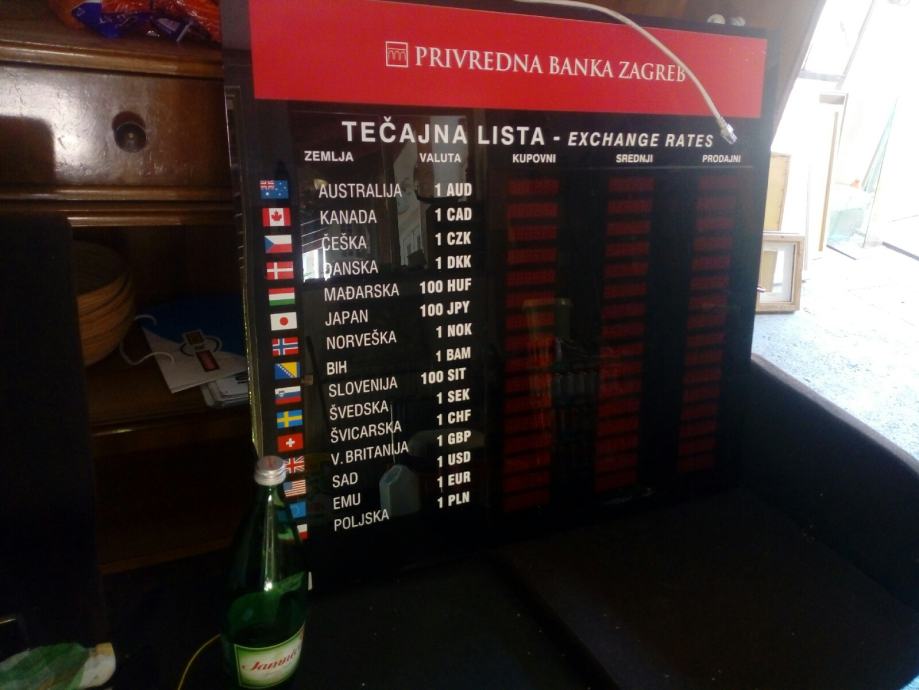 PRIVREDNA BANKA ZAGREB
TEČAJNA LISTA - EXCHANGE RATES
ZEMLJA VALUTA KUPOVNI SREDNJI PRODAJNI
AUSTRALIJA 1 AUD
KANADA 1 CAD
ČEŠKA 1 CZK
DANSKA 1 DKK
MAĐARSKA 100 HUF
JAPAN 100 JPY
NORVEŠKA 1 NOK
BIH 1 BAM
SLOVENIJA 100 SIT
ŠVEDSKA 1 SEK
ŠVICARSKA 1 CHF
V. BRITANIJA 1 GBP
SAD 1 USD
EMU 1 EUR
POLJSKA 1 PLN